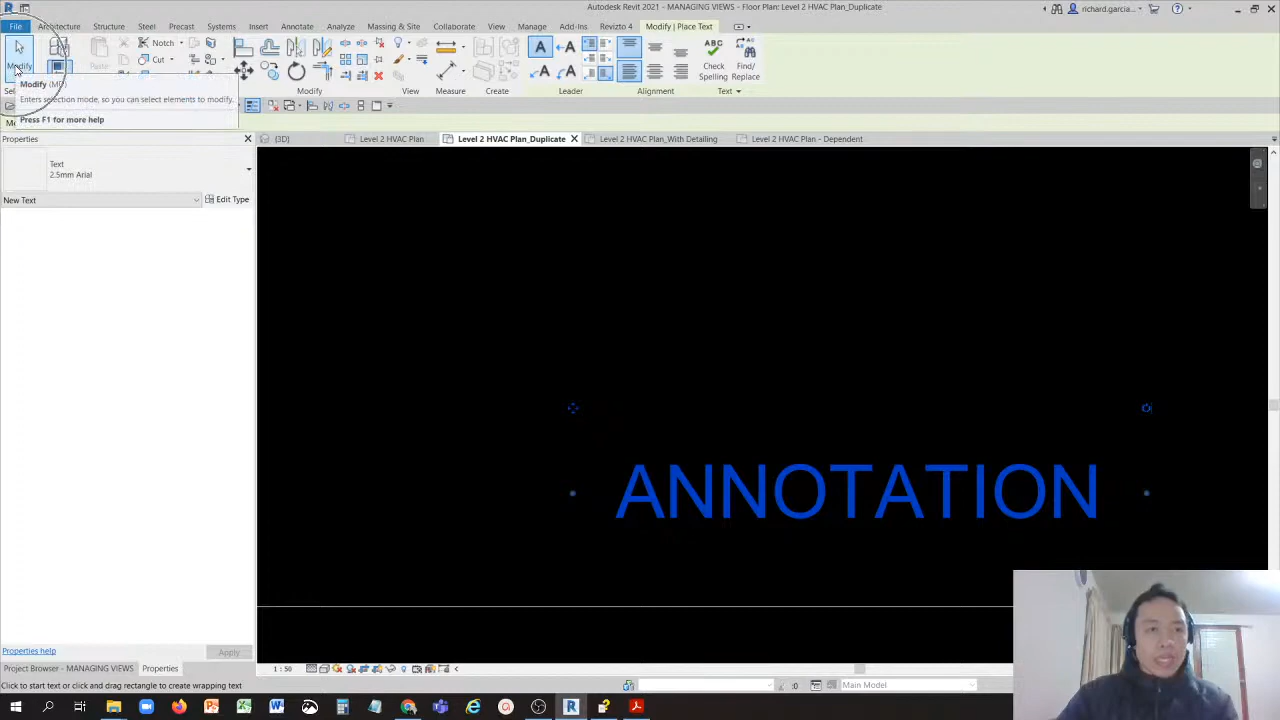 Autodesk Revit 2021 - MANAGING VIEWS - Floor Plan: Level 2 HVAC Plan_Duplicate
richard.garcia...
File Architecture Structure Steel Precast Systems Insert Annotate Analyze Massing & Site Collaborate View Manage Add-Ins Revizto 4 Modify | Place Text
Modify
Paste
Notch
Check Spelling
Find/ Replace
Modify View Measure Create Leader Alignment Text
Modify (MD)
Enters selection mode, so you can select elements to modify.
Press F1 for more help
Properties
(3D) Level 2 HVAC Plan Level 2 HVAC Plan_Duplicate Level 2 HVAC Plan_With Detailing Level 2 HVAC Plan - Dependent
Text
2.5mm Arial
New Text Edit Type
ANNOTATION
Properties help Apply
Project Browser - MANAGING VIEWS Properties
1 : 50
Click to start text or click and drag rectangle to create wrapping text
:0 Main Model